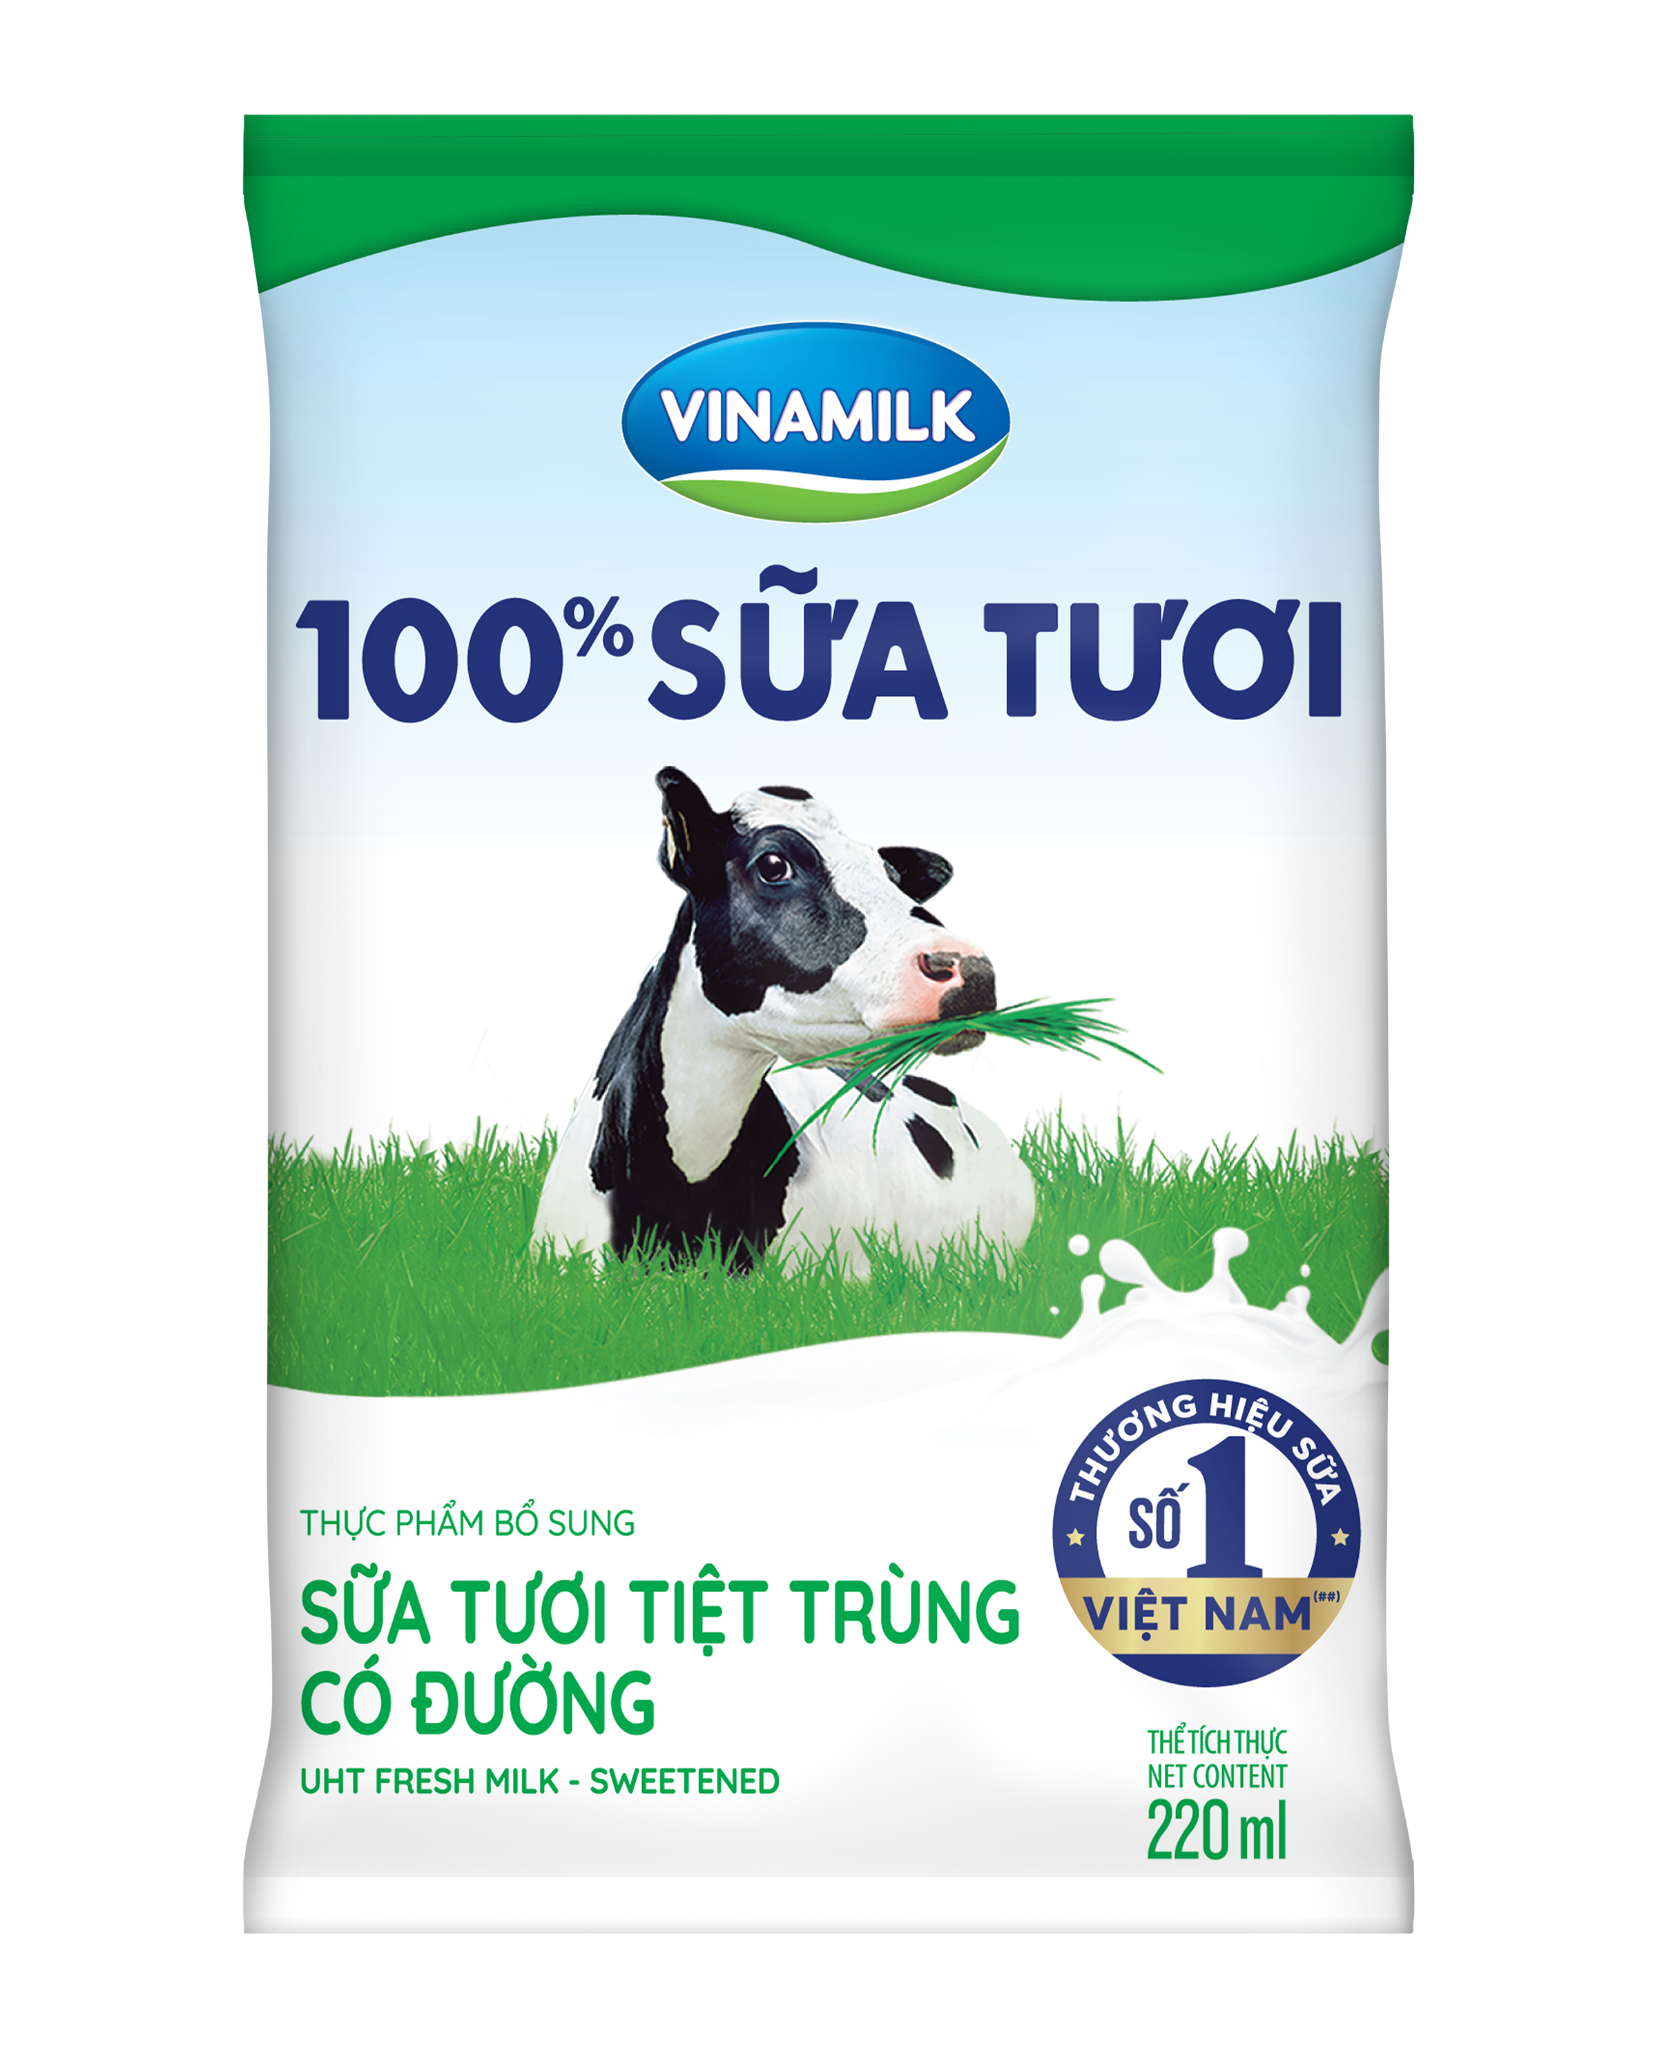 VINAMILK
100% SỮA TƯƠI
THƯƠNG HIỆU SỮA
SỐ 1
VIỆT NAM(##)
THỰC PHẨM BỔ SUNG
SỮA TƯƠI TIỆT TRÙNG
CÓ ĐƯỜNG
UHT FRESH MILK - SWEETENED
THỂ TÍCH THỰC
NET CONTENT
220 ml